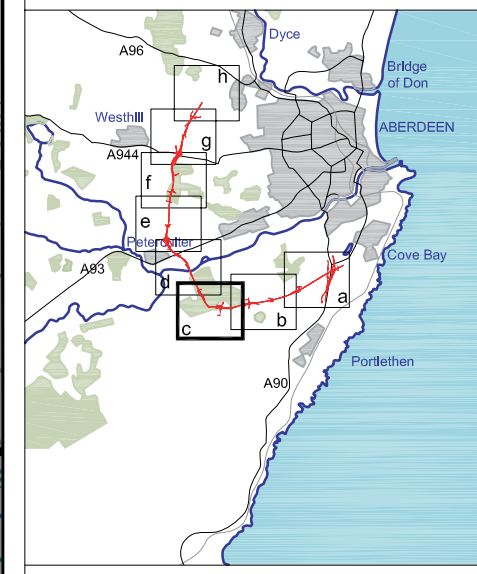 Dyce
A96
Bridge
of Don
h
Westhill
ABERDEEN
g
A944
f
e
Peterculter
Cove Bay
A93
d
a
b
c
Portlethen
A90